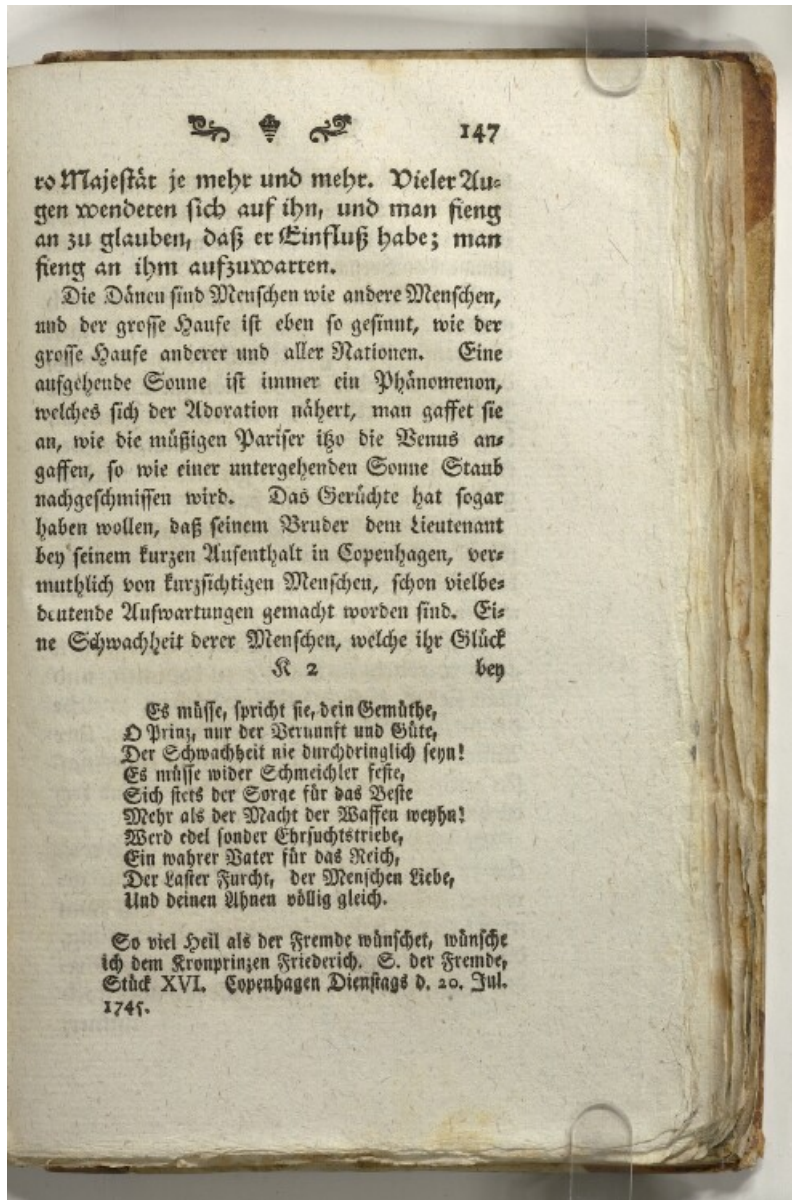 147
ro Majestät je mehr und mehr. Vieler Au-
gen wendeten sich auf ihn, und man fieng
an zu glauben, daß er Einfluß habe; man
fieng an ihm aufzuwarten.
Die Dänen sind Menschen wie andere Menschen,
und der grosse Haufe ist eben so gesinnt, wie der
grosse Haufe anderer und aller Nationen. Eine
aufgehende Sonne ist immer ein Phänomenon,
welches sich der Adoration nähert, man gaffet sie
an, wie die müßigen Pariser itzo die Venus an-
gaffen, so wie einer untergehenden Sonne Staub
nachgeschmissen wird. Das Gerüchte hat sogar
haben wollen, daß seinem Bruder dem Lieutenant
bey seinem kurzen Aufenthalt in Copenhagen, ver-
muthlich von kurzsichtigen Menschen, schon vielbe-
deutende Aufwartungen gemacht worden sind. Ei-
ne Schwachheit derer Menschen, welche ihr Glück
K 2 bey
Es müsse, spricht sie, dein Gemüthe,
O Prinz, nur der Vernunft und Güte,
Der Schwachheit nie durchdringlich seyn!
Es müsse wider Schmeichler feste,
Sich stets der Sorge für das Beste
Mehr als der Macht der Waffen weyhn!
Werd edel sonder Ehrsuchtstriebe,
Ein wahrer Vater für das Reich,
Der Laster Furcht, der Menschen Liebe,
Und deinen Ahnen völlig gleich.
So viel Heil als der Fremde wünschet, wünsche
ich dem Kronprinzen Friederich. S. der Fremde,
Stück XVI. Copenhagen Dienstags d. 20. Jul.
1745.